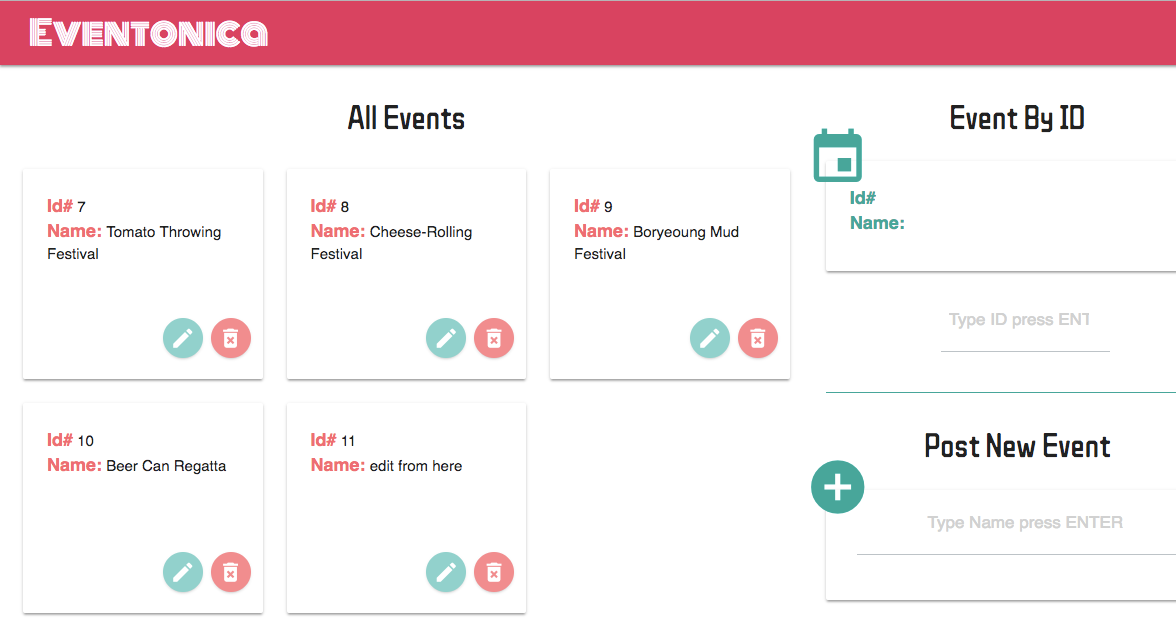 Eventonica
All Events
Id# 7
Name: Tomato Throwing
Festival
Id# 8
Name: Cheese-Rolling
Festival
Id# 9
Name: Boryeoung Mud
Festival
Id# 10
Name: Beer Can Regatta
Id# 11
Name: edit from here
Event By ID
Id#
Name:
Type ID press ENT
Post New Event
Type Name press ENTER